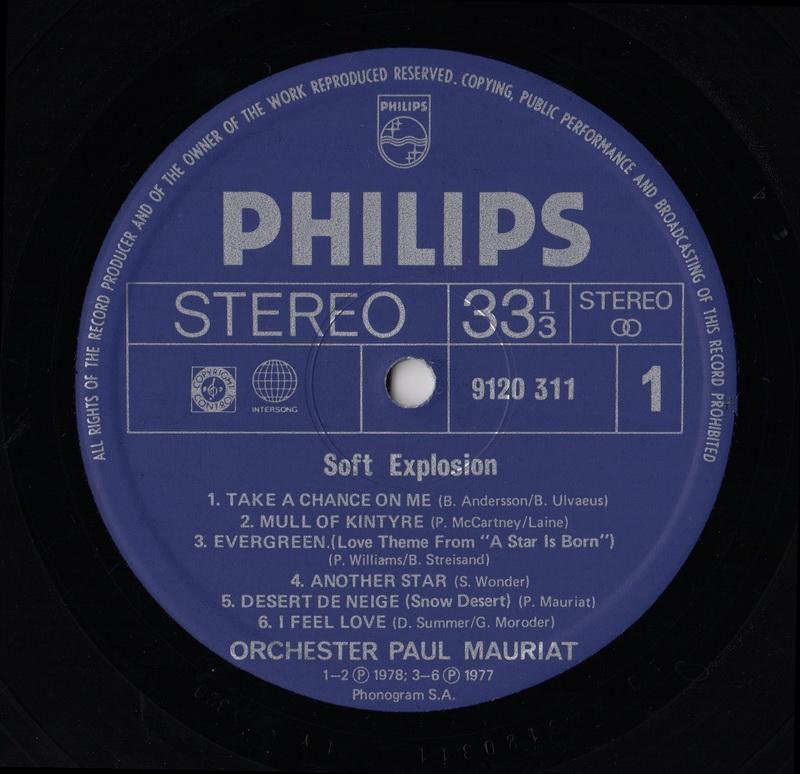 ALL RIGHTS OF THE RECORD PRODUCER AND OF THE OWNER OF THE WORK REPRODUCED RESERVED. COPYING, PUBLIC PERFORMANCE AND BROADCASTING OF THIS RECORD PROHIBITED
PHILIPS
PHILIPS
STEREO 33 1/3 STEREO
COPYRIGHT CONTROL INTERSONG 9120 311 1
Soft Explosion
1. TAKE A CHANCE ON ME (B. Andersson/B. Ulvaeus)
2. MULL OF KINTYRE (P. McCartney/Laine)
3. EVERGREEN.(Love Theme From "A Star Is Born")
(P. Williams/B. Streisand)
4. ANOTHER STAR (S. Wonder)
5. DESERT DE NEIGE (Snow Desert) (P. Mauriat)
6. I FEEL LOVE (D. Summer/G. Moroder)
ORCHESTER PAUL MAURIAT
1–2 Ⓟ 1978; 3–6 Ⓟ 1977
Phonogram S.A.